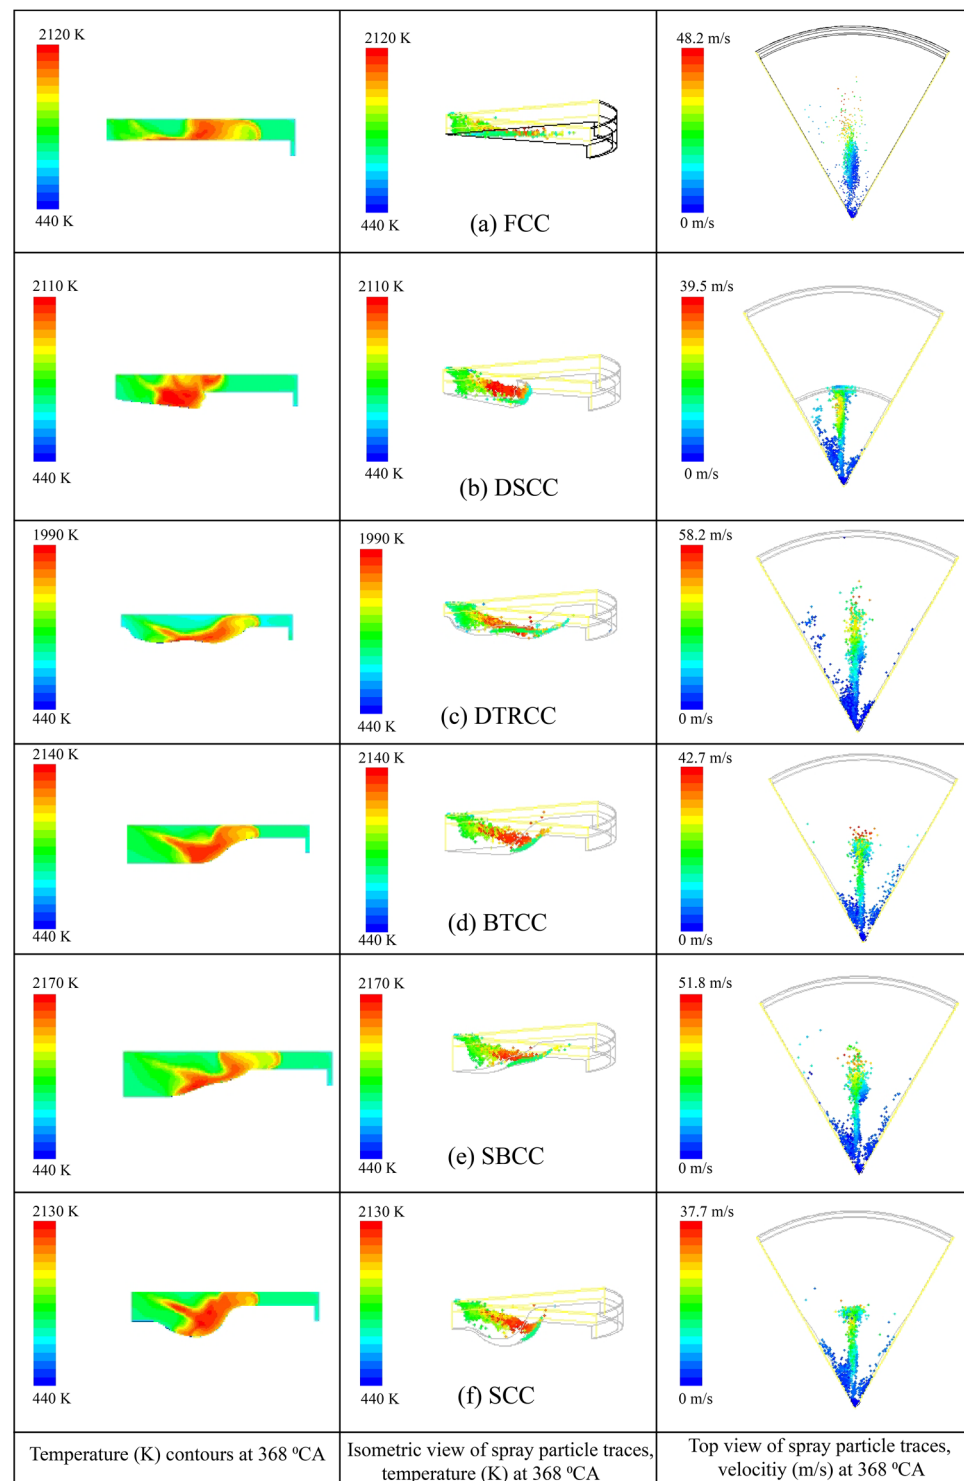 2120 K
2120 K
48.2 m/s
440 K
440 K
0 m/s
(a) FCC
2110 K
2110 K
39.5 m/s
440 K
440 K
0 m/s
(b) DSCC
1990 K
1990 K
58.2 m/s
440 K
440 K
0 m/s
(c) DTRCC
2140 K
2140 K
42.7 m/s
440 K
440 K
0 m/s
(d) BTCC
2170 K
2170 K
51.8 m/s
440 K
440 K
0 m/s
(e) SBCC
2130 K
2130 K
37.7 m/s
440 K
440 K
0 m/s
(f) SCC
Temperature (K) contours at 368 ⁰CA
Isometric view of spray particle traces,
temperature (K) at 368 ⁰CA
Top view of spray particle traces,
velocitiy (m/s) at 368 ⁰CA